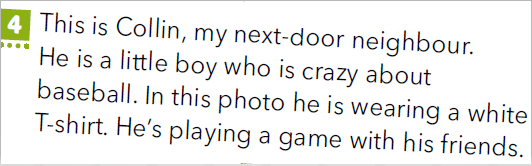 4 This is Collin, my next-door neighbour.
He is a little boy who is crazy about
baseball. In this photo he is wearing a white
T-shirt. He's playing a game with his friends.